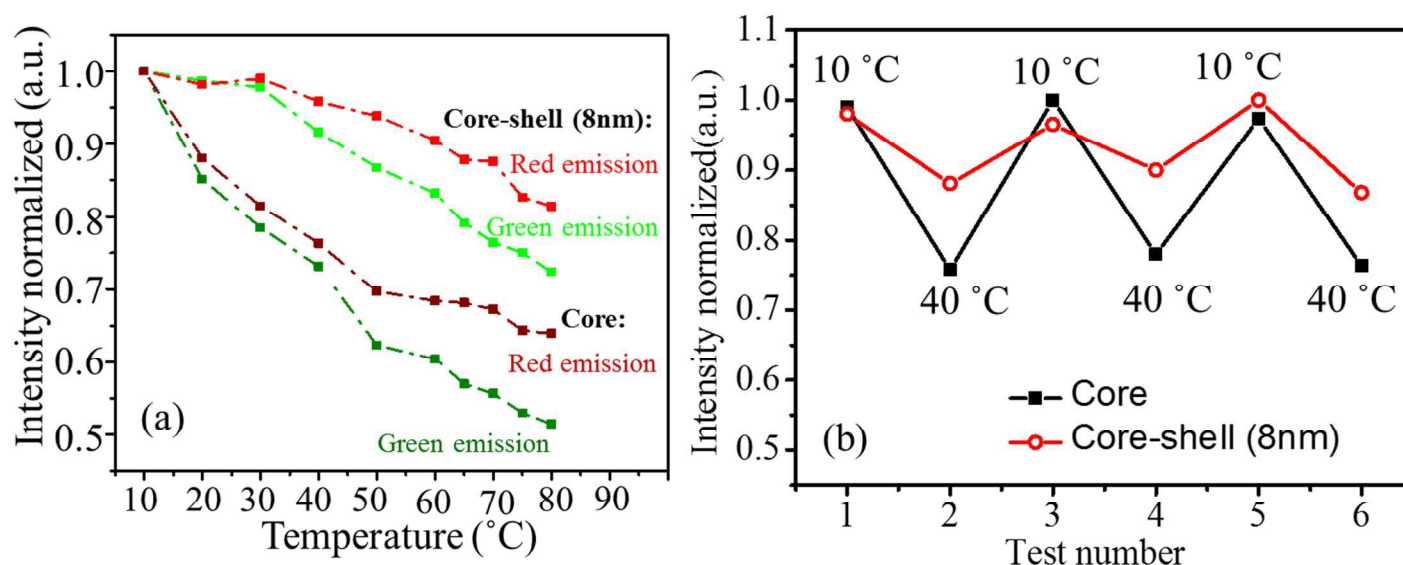 Intensity normalized (a.u.)
1.0
0.9
0.8
0.7
0.6
0.5
Core-shell (8nm):
Red emission
Green emission
Core:
Red emission
Green emission
(a)
10 20 30 40 50 60 70 80 90
Temperature (˚C)
Intensity normalized(a.u.)
1.1
1.0
0.9
0.8
0.7
0.6
0.5
10 ˚C
10 ˚C
10 ˚C
40 ˚C
40 ˚C
40 ˚C
Core
Core-shell (8nm)
(b)
1 2 3 4 5 6
Test number